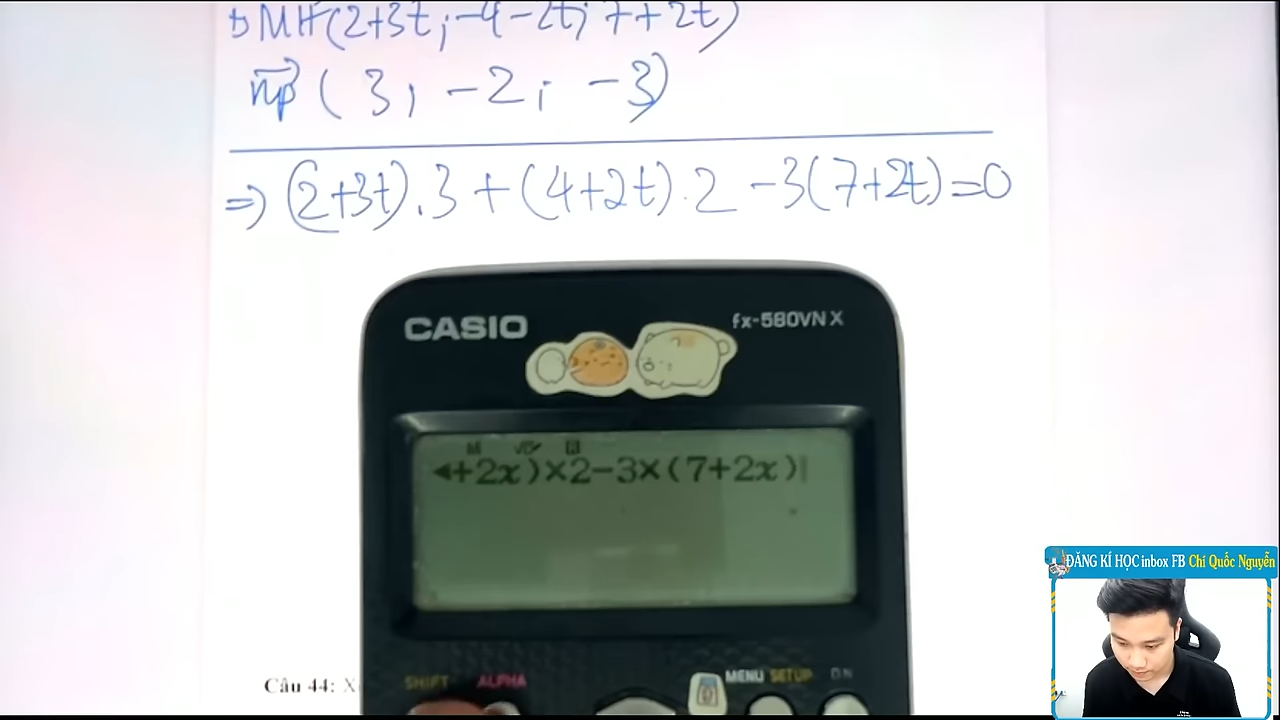 MH(2+3t; -4-2t; 7+2t)
np (3; -2; -3)
=> (2+3t).3 + (4+2t).2 -3(7+2t)=0
CASIO fx-580VN X
+2x)×2-3×(7+2x)
ĐĂNG KÍ HỌC inbox FB Chí Quốc Nguyễn
Câu 44:
SHIFT ALPHA MENU SETUP ON